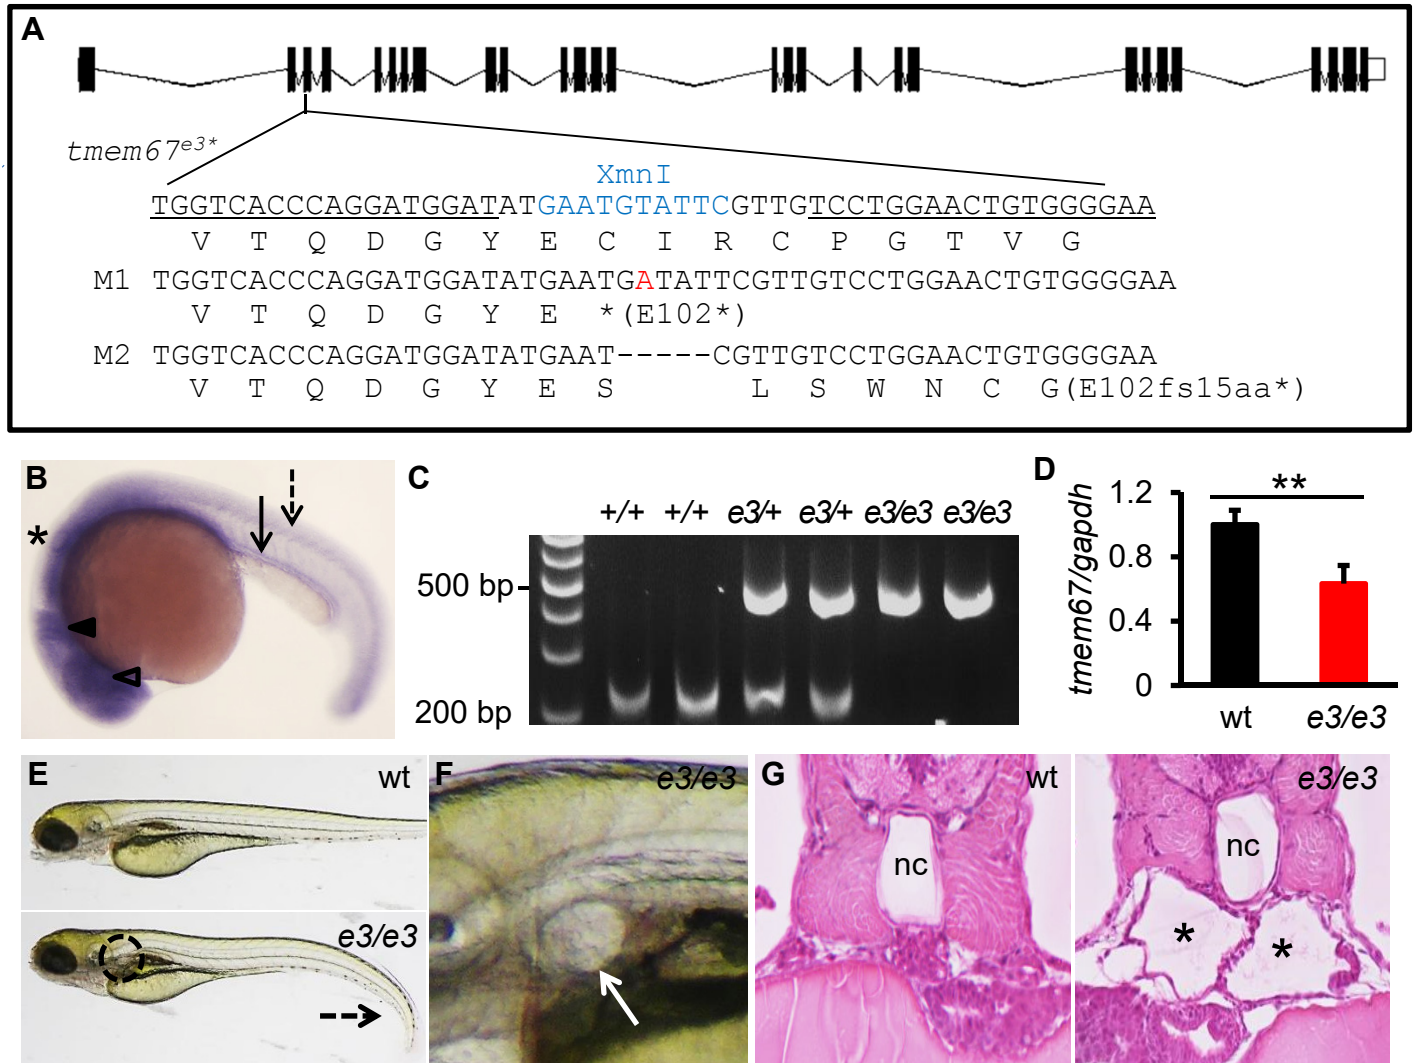 A
tmem67e3*
XmnI
TGGTCACCCAGGATGGATATGAATGTATTCGTTGTCCTGGAACTGTGGGGAA
V T Q D G Y E C I R C P G T V G
M1 TGGTCACCCAGGATGGATATGAATGATATTCGTTGTCCTGGAACTGTGGGGAA
V T Q D G Y E *(E102*)
M2 TGGTCACCCAGGATGGATATGAAT-----CGTTGTCCTGGAACTGTGGGGAA
V T Q D G Y E S L S W N C G(E102fs15aa*)
B
*
C
+/+ +/+ e3/+ e3/+ e3/e3 e3/e3
500 bp
200 bp
D
**
tmem67/gapdh
1.2
0.8
0.4
0
wt e3/e3
E
wt
e3/e3
F
e3/e3
G
wt
nc
e3/e3
nc
* *